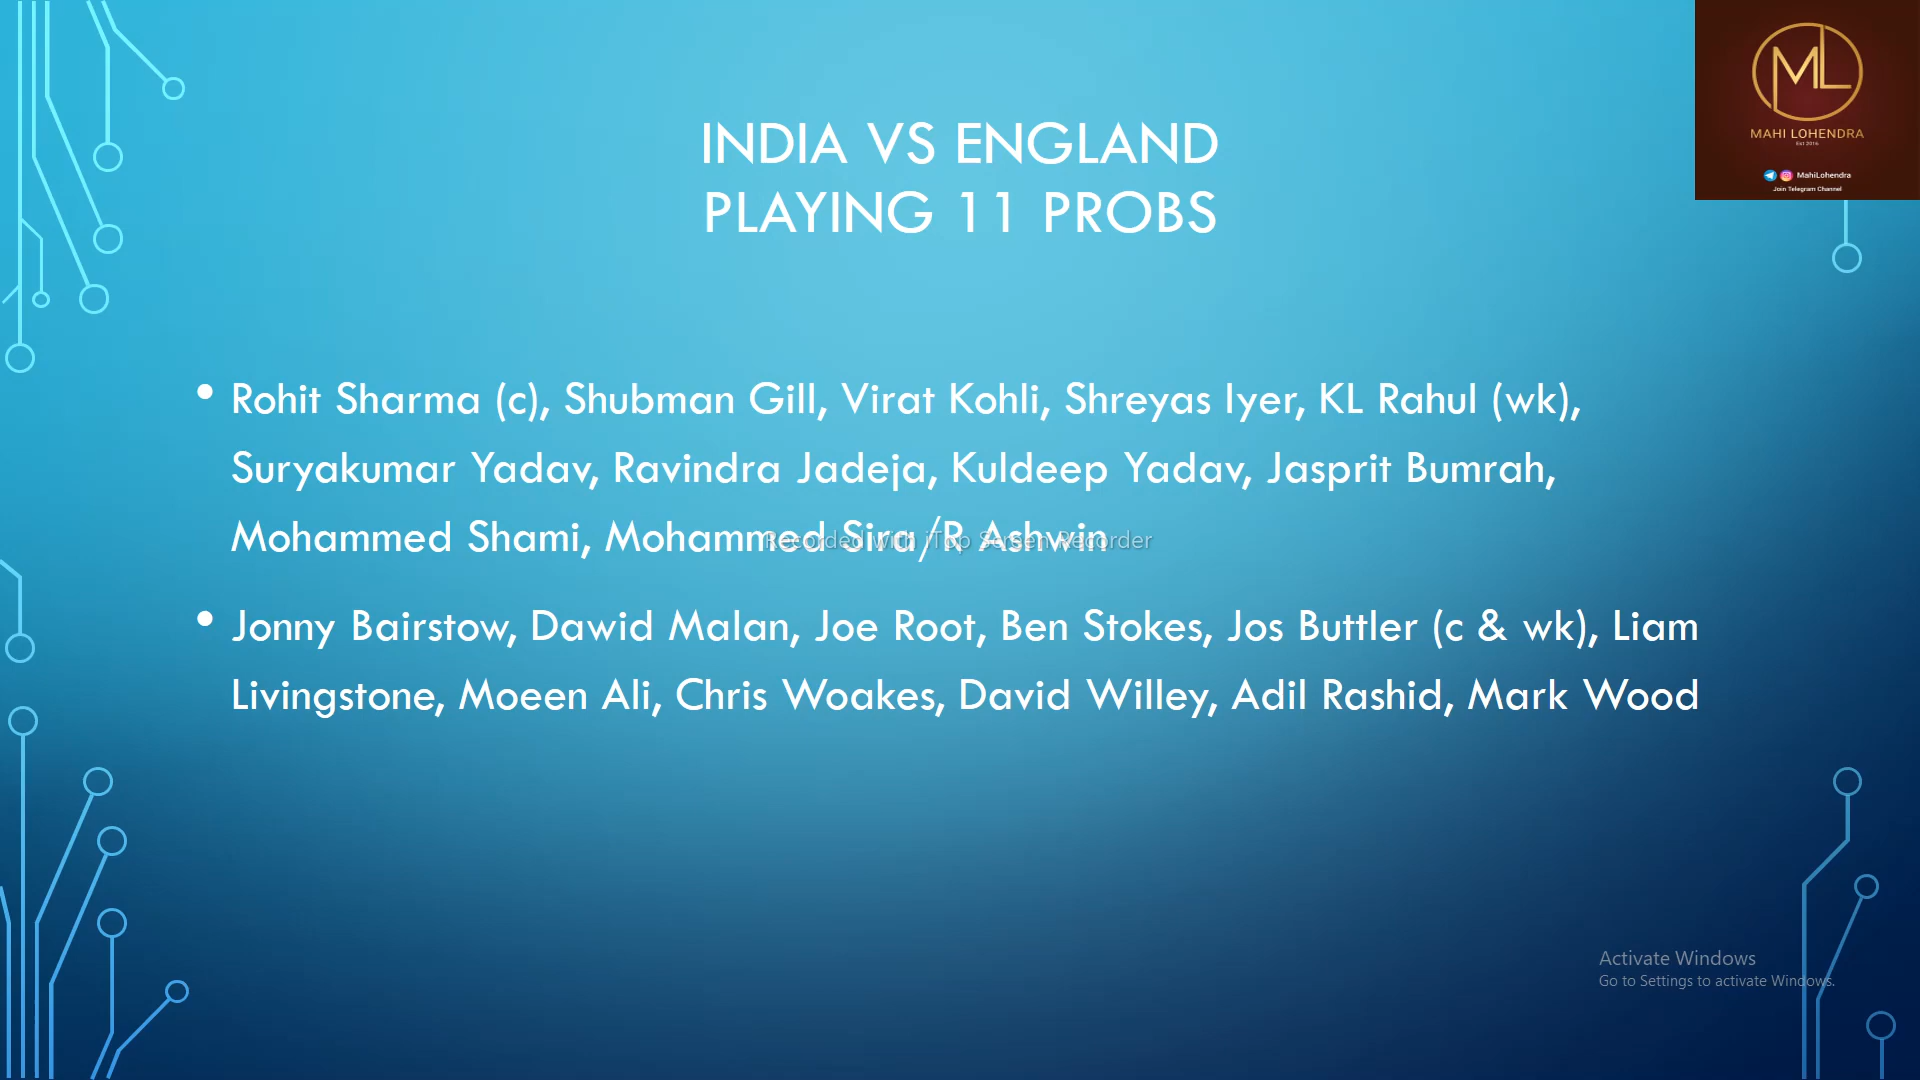 ML
MAHI LOHENDRA
Est 2016
MahiLohendra
Join Telegram Channel
INDIA VS ENGLAND
PLAYING 11 PROBS
• Rohit Sharma (c), Shubman Gill, Virat Kohli, Shreyas Iyer, KL Rahul (wk),
Suryakumar Yadav, Ravindra Jadeja, Kuldeep Yadav, Jasprit Bumrah,
Mohammed Shami, Mohammed Siraj/R Ashwin
Recorded with iTop Screen Recorder
• Jonny Bairstow, Dawid Malan, Joe Root, Ben Stokes, Jos Buttler (c & wk), Liam
Livingstone, Moeen Ali, Chris Woakes, David Willey, Adil Rashid, Mark Wood
Activate Windows
Go to Settings to activate Windows.